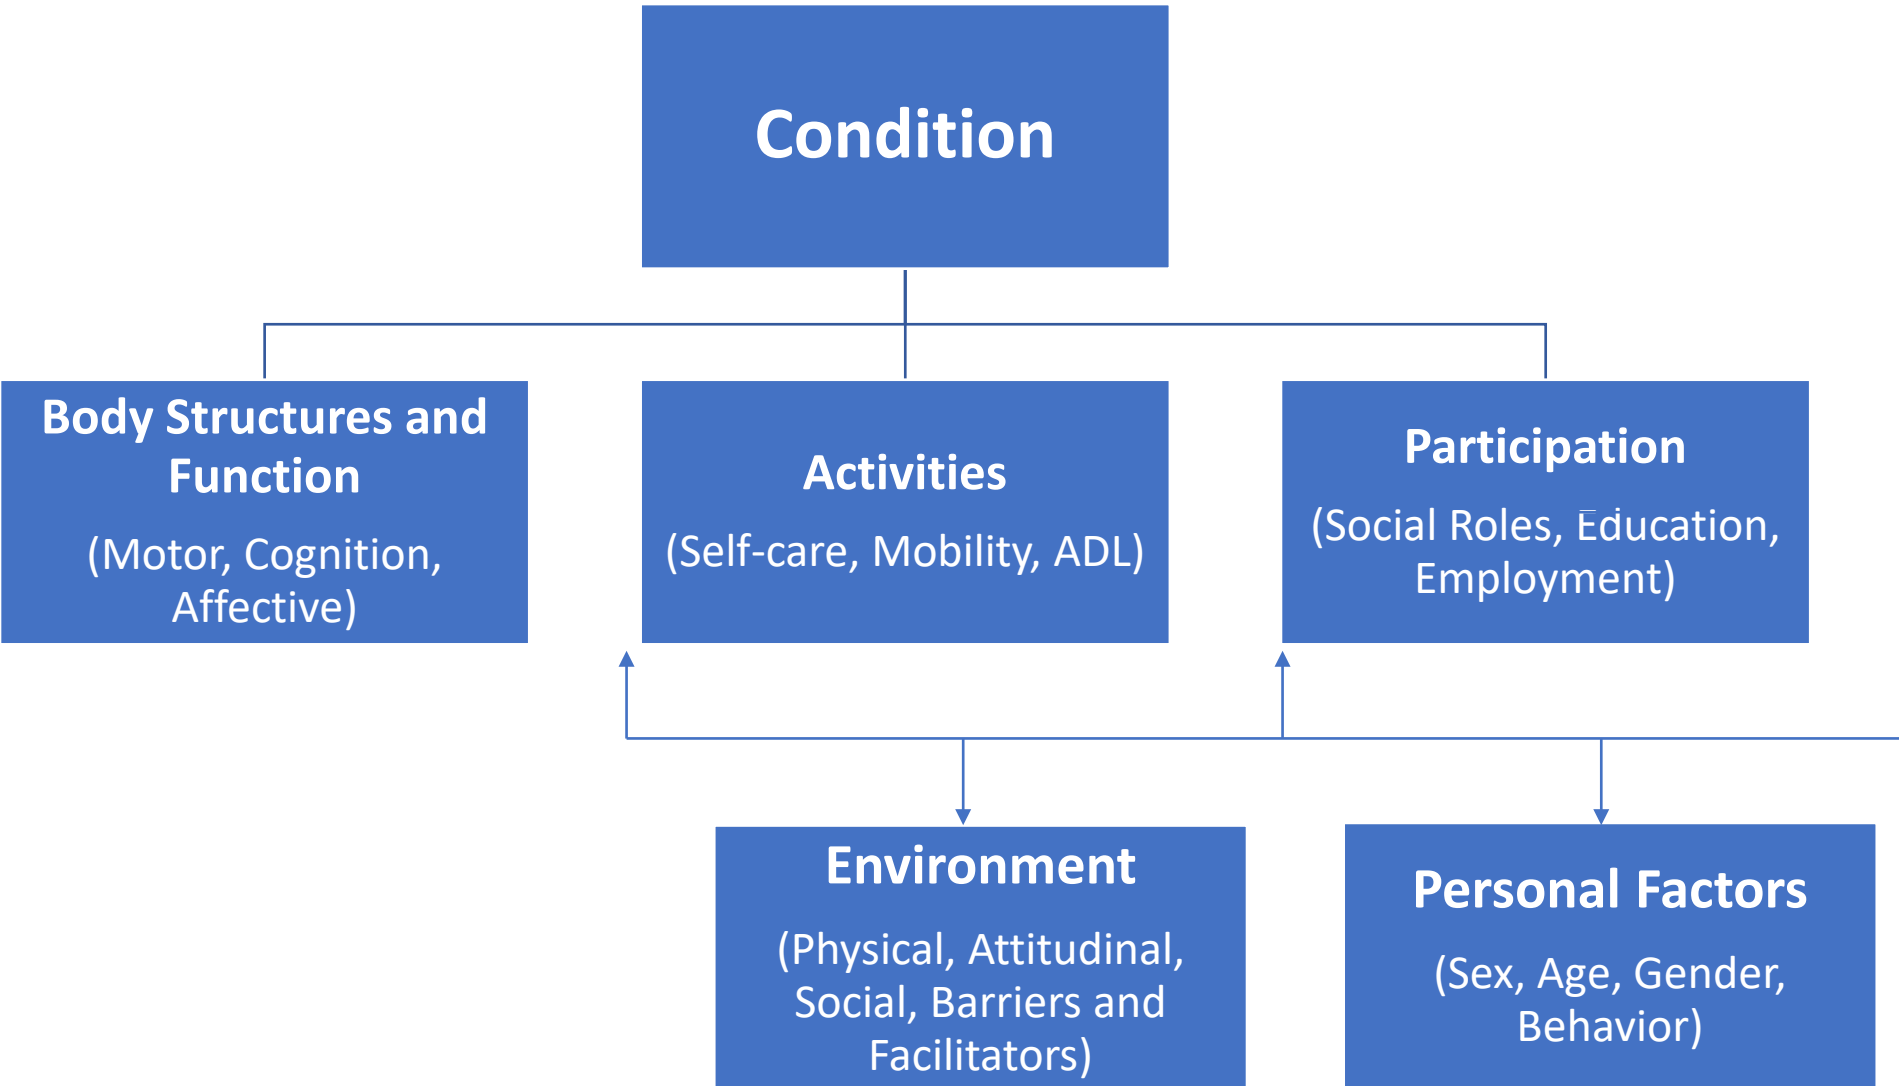 Condition
Body Structures and
Function
(Motor, Cognition,
Affective)
Activities
(Self-care, Mobility, ADL)
Participation
(Social Roles, Education,
Employment)
Environment
(Physical, Attitudinal,
Social, Barriers and
Facilitators)
Personal Factors
(Sex, Age, Gender,
Behavior)